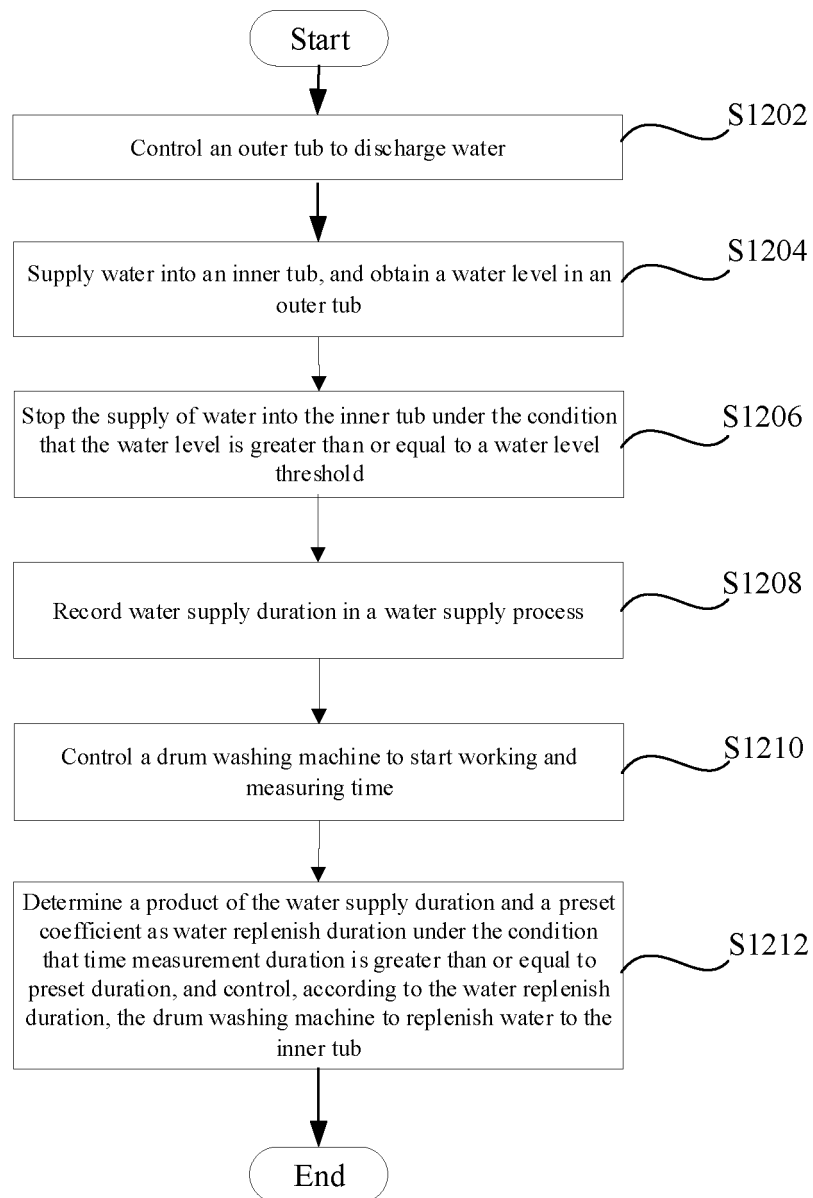 Start
Control an outer tub to discharge water
S1202
Supply water into an inner tub, and obtain a water level in an
outer tub
S1204
Stop the supply of water into the inner tub under the condition
that the water level is greater than or equal to a water level
threshold
S1206
Record water supply duration in a water supply process
S1208
Control a drum washing machine to start working and
measuring time
S1210
Determine a product of the water supply duration and a preset
coefficient as water replenish duration under the condition
that time measurement duration is greater than or equal to
preset duration, and control, according to the water replenish
duration, the drum washing machine to replenish water to the
inner tub
S1212
End